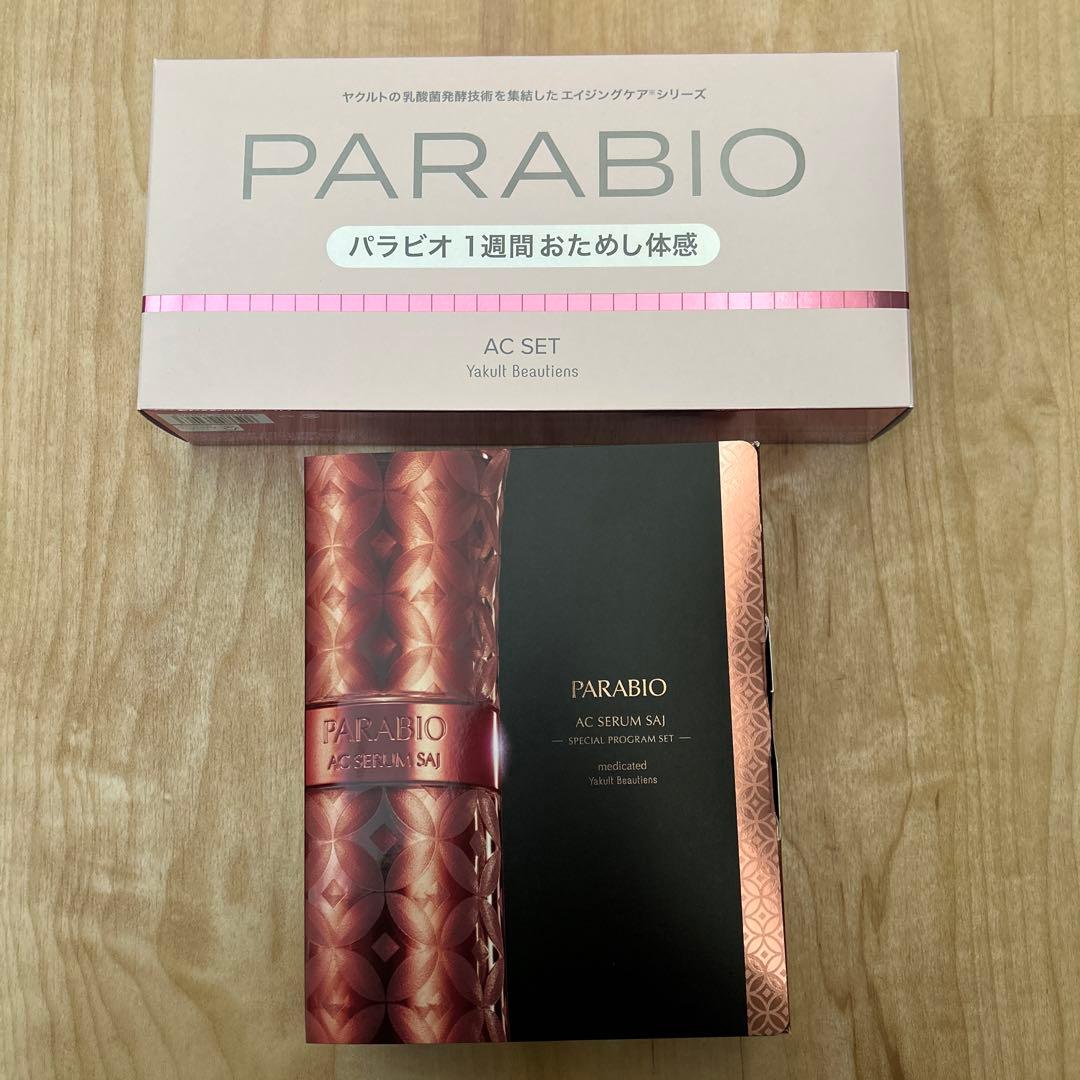 ヤクルトの乳酸菌発酵技術を集結したエイジングケア※シリーズ
PARABIO
パラビオ 1週間 おためし体感
AC SET
Yakult Beautiens
PARABIO
AC SERUM SAJ
PARABIO
AC SERUM SAJ
— SPECIAL PROGRAM SET —
medicated
Yakult Beautiens